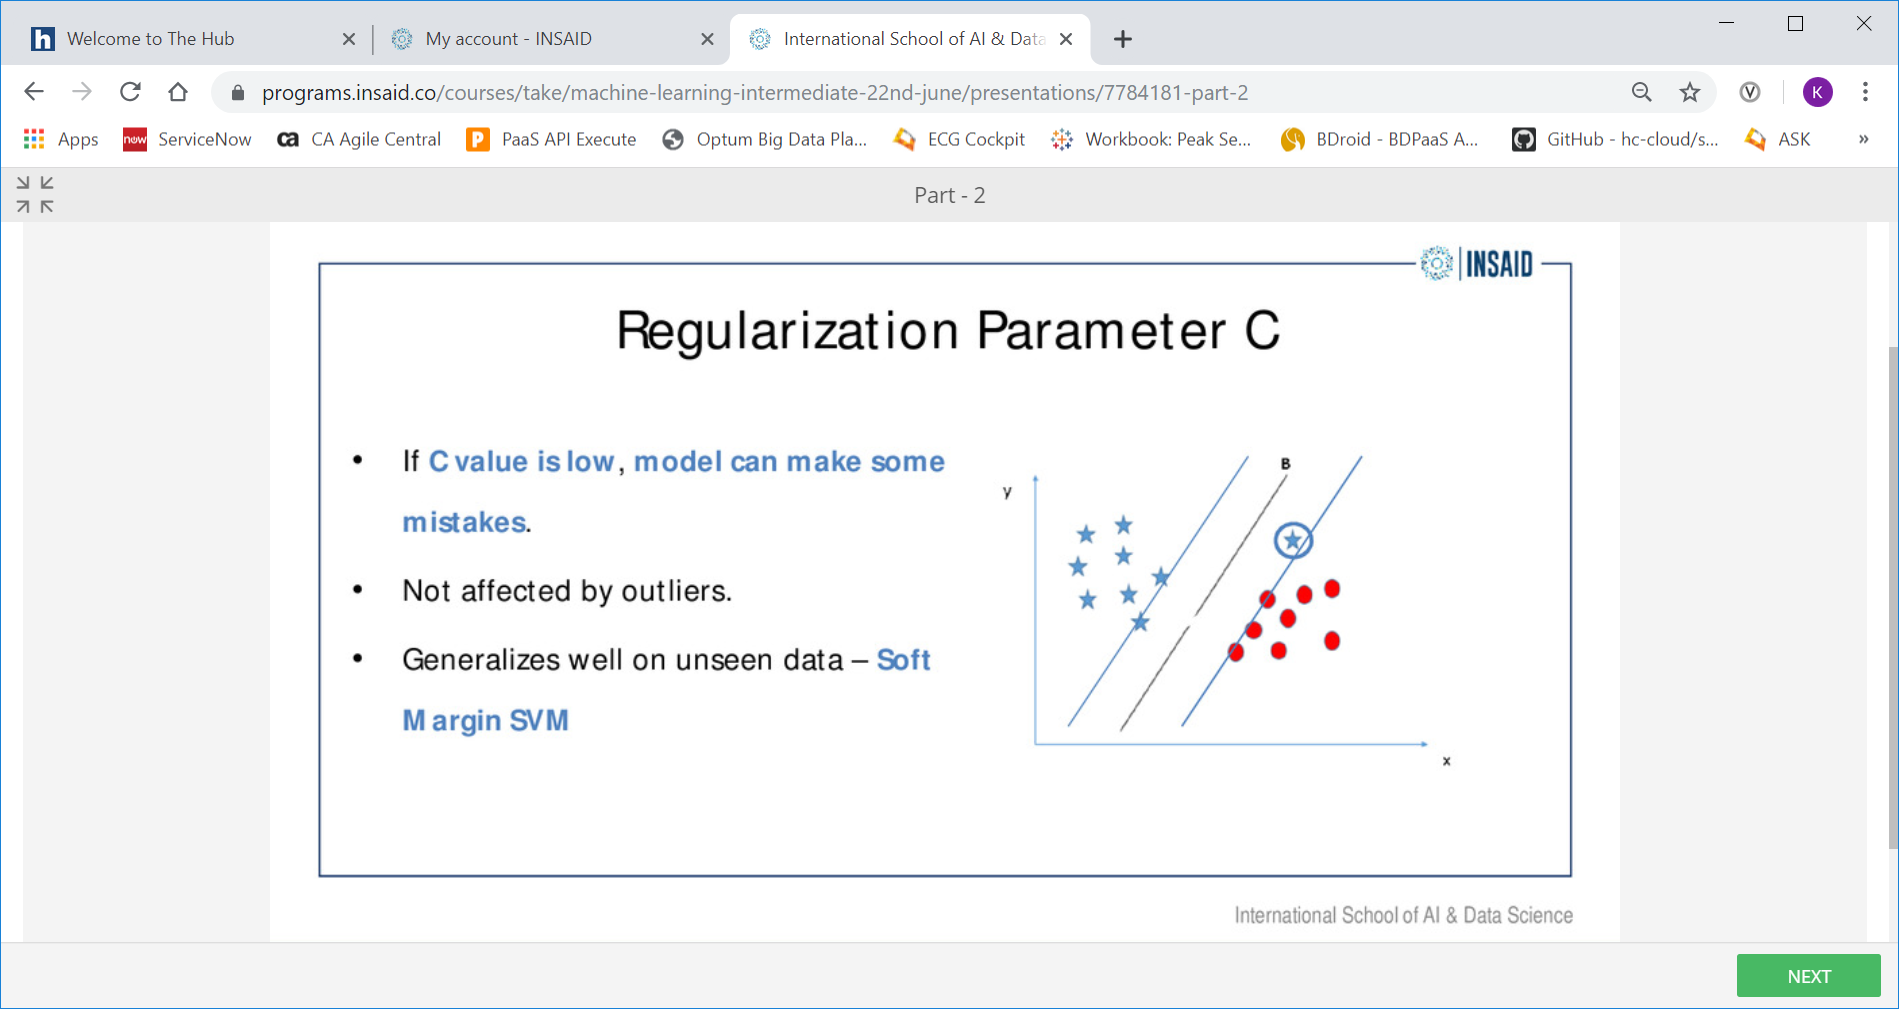 Welcome to The Hub
My account - INSAID
International School of AI & Data
programs.insaid.co/courses/take/machine-learning-intermediate-22nd-june/presentations/7784181-part-2
K
Apps
now ServiceNow
ca CA Agile Central
P PaaS API Execute
Optum Big Data Pla...
ECG Cockpit
Workbook: Peak Se...
BDroid - BDPaaS A...
GitHub - hc-cloud/s...
ASK
»
Part - 2
INSAID
Regularization Parameter C
• If C value is low, model can make some
mistakes.
• Not affected by outliers.
• Generalizes well on unseen data – Soft
Margin SVM
B
y
x
International School of AI & Data Science
NEXT